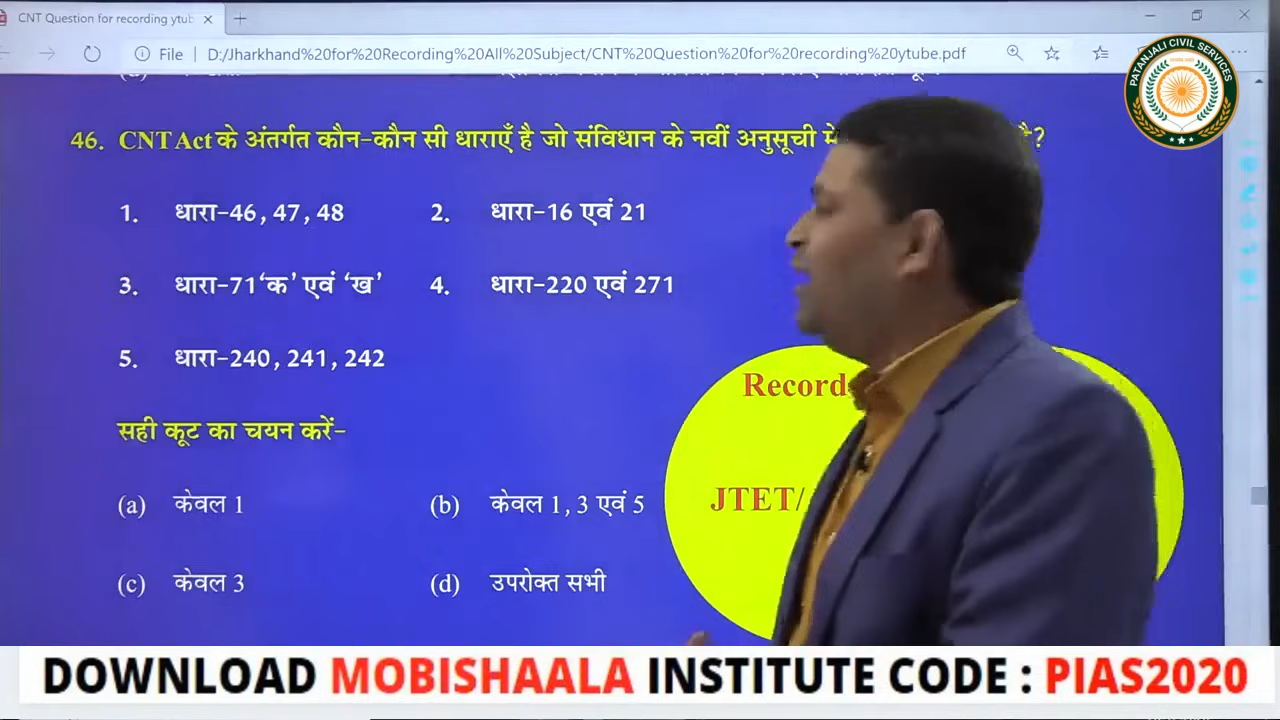 CNT Question for recording ytub
File D:/Jharkhand%20for%20Recording%20All%20Subject/CNT%20Question%20for%20recording%20ytube.pdf
PATANJALI CIVIL SERVICES
46. CNT Act के अंतर्गत कौन-कौन सी धाराएँ है जो संविधान के नवीं अनुसूची में है?
1. धारा-46, 47, 48 2. धारा-16 एवं 21
3. धारा-71‘क’ एवं ‘ख’ 4. धारा-220 एवं 271
5. धारा-240, 241, 242
Record
सही कूट का चयन करें-
(a) केवल 1 (b) केवल 1, 3 एवं 5
JTET/
(c) केवल 3 (d) उपरोक्त सभी
DOWNLOAD MOBISHAALA INSTITUTE CODE : PIAS2020